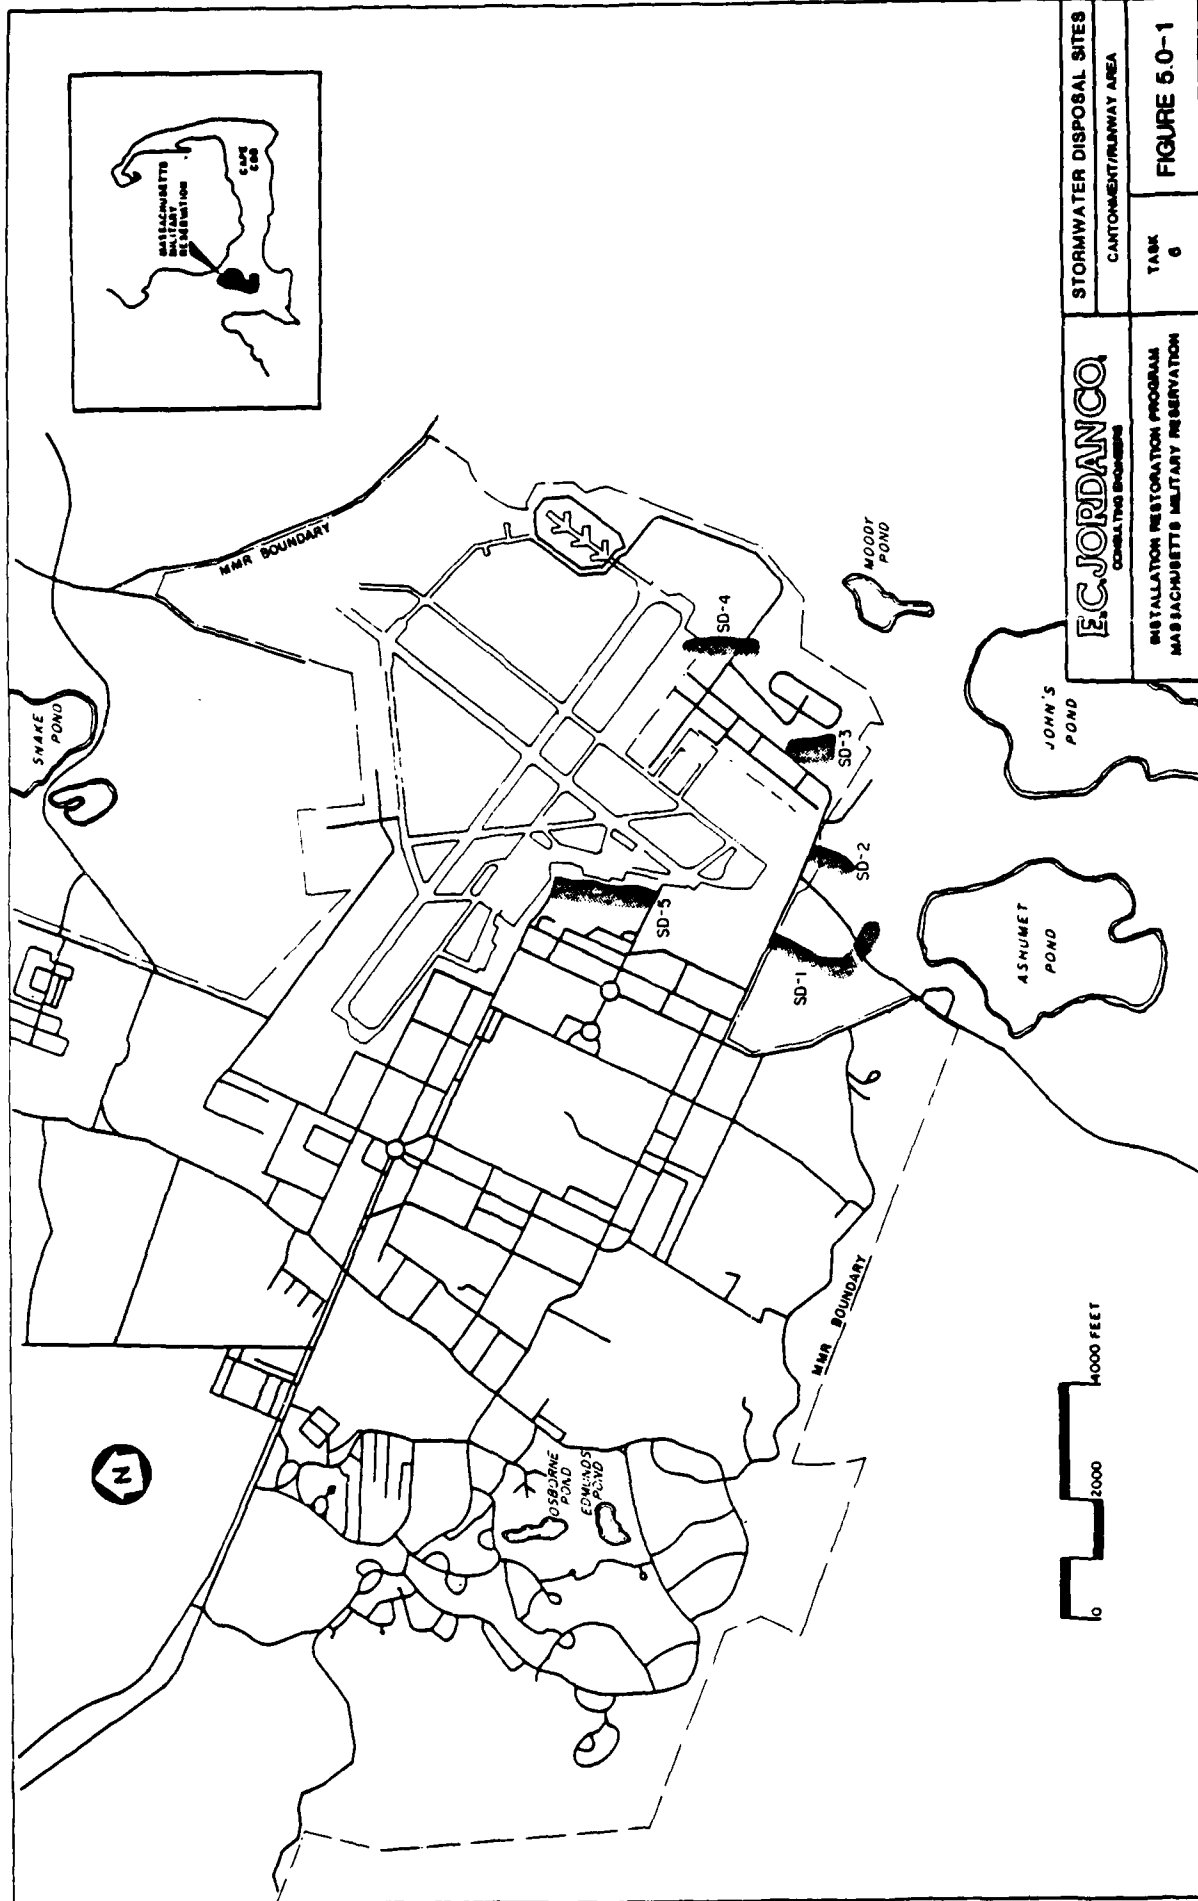 MASSACHUSETTS
MILITARY
RESERVATION
CAPE
COD
SNAKE
POND
MMR BOUNDARY
SD-4
MOODY
POND
SD-3
JOHN'S
POND
SD-2
SD-5
SD-1
ASHUMET
POND
N
OSBORNE
POND
EDMUNDS
POND
MMR BOUNDARY
0 2000 4000 FEET
E.C. JORDAN CO.
CONSULTING ENGINEERS
STORMWATER DISPOSAL SITES
CANTONMENT/RUNWAY AREA
INSTALLATION RESTORATION PROGRAM
MASSACHUSETTS MILITARY RESERVATION
TASK
6
FIGURE 5.0-1